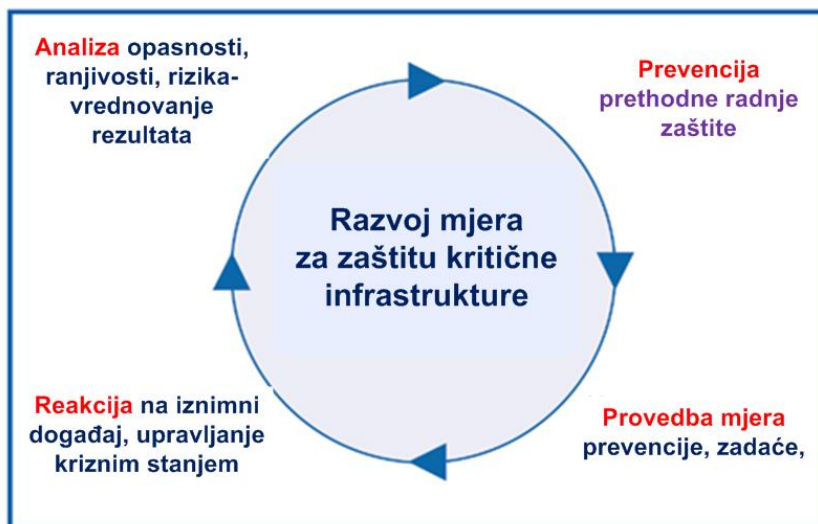 Analiza opasnosti,
ranjivosti, rizika-
vrednovanje
rezultata
Prevencija
prethodne radnje
zaštite
Razvoj mjera
za zaštitu kritične
infrastrukture
Reakcija na iznimni
događaj, upravljanje
kriznim stanjem
Provedba mjera
prevencije, zadaće,